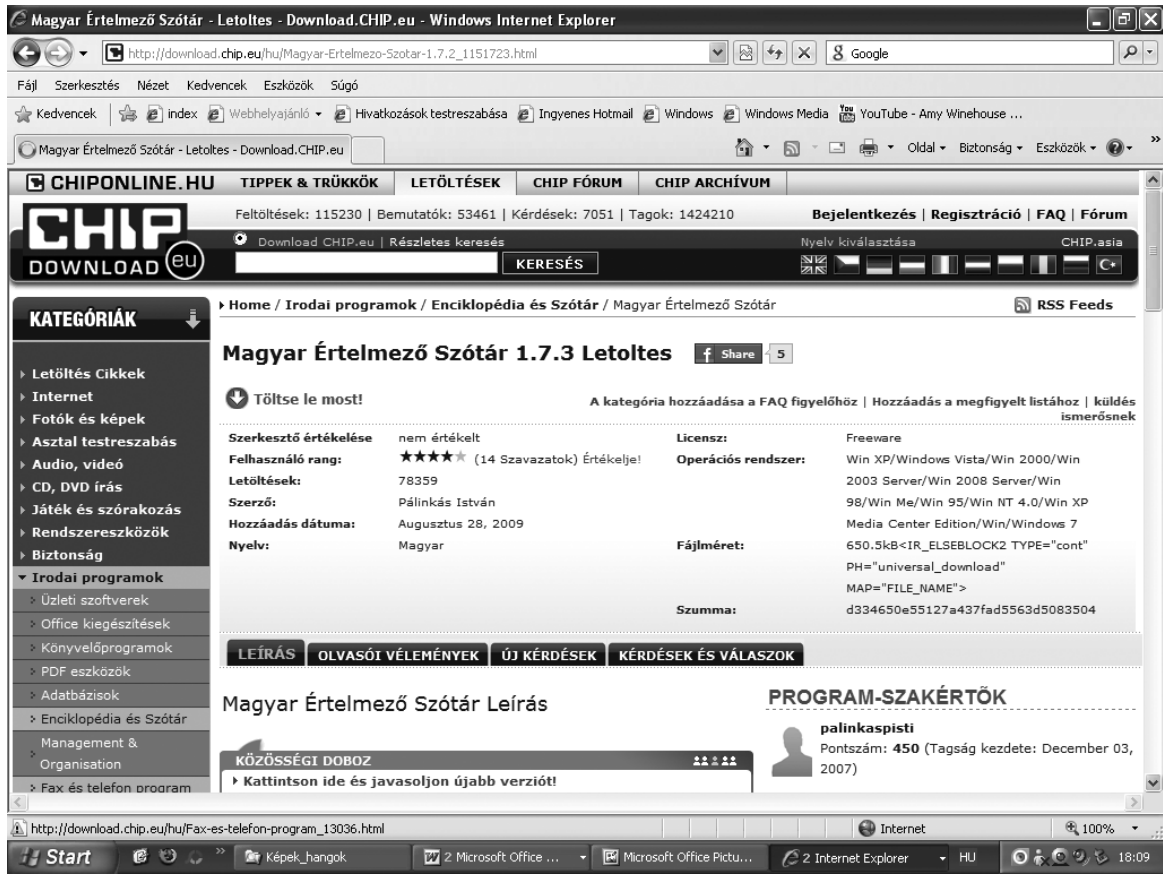 Magyar Értelmező Szótár - Letoltes - Download.CHIP.eu - Windows Internet Explorer
http://download.chip.eu/hu/Magyar-Ertelmezo-Szotar-1.7.2_1151723.html
Google
Fájl Szerkesztés Nézet Kedvencek Eszközök Súgó
Kedvencek index Webhelyajánló Hivatkozások testreszabása Ingyenes Hotmail Windows Windows Media YouTube - Amy Winehouse ...
Magyar Értelmező Szótár - Letoltes - Download.CHIP.eu
Oldal Biztonság Eszközök
CHIPONLINE.HU TIPPEK & TRÜKKÖK LETÖLTÉSEK CHIP FÓRUM CHIP ARCHÍVUM
CHIP
DOWNLOAD eu
Feltöltések: 115230 | Bemutatók: 53461 | Kérdések: 7051 | Tagok: 1424210
Bejelentkezés | Regisztráció | FAQ | Fórum
Download CHIP.eu | Részletes keresés
Nyelv kiválasztása
CHIP.asia
KERESÉS
KATEGÓRIÁK
Letöltés Cikkek
Internet
Fotók és képek
Asztal testreszabás
Audio, videó
CD, DVD írás
Játék és szórakozás
Rendszereszközök
Biztonság
Irodai programok
Üzleti szoftverek
Office kiegészítések
Könyvelőprogramok
PDF eszközök
Adatbázisok
Enciklopédia és Szótár
Management &
Organisation
Fax és telefon program
Home / Irodai programok / Enciklopédia és Szótár / Magyar Értelmező Szótár
RSS Feeds
Magyar Értelmező Szótár 1.7.3 Letoltes
Share 5
Töltse le most!
A kategória hozzáadása a FAQ figyelőhöz | Hozzáadás a megfigyelt listához | küldés
ismerősnek
Szerkesztő értékelése nem értékelt
Felhasználó rang: (14 Szavazatok) Értékelje!
Letöltések: 78359
Szerző: Pálinkás István
Hozzáadás dátuma: Augusztus 28, 2009
Nyelv: Magyar
Licensz: Freeware
Operációs rendszer: Win XP/Windows Vista/Win 2000/Win
2003 Server/Win 2008 Server/Win
98/Win Me/Win 95/Win NT 4.0/Win XP
Media Center Edition/Win/Windows 7
Fájlméret: 650.5kB<IR_ELSEBLOCK2 TYPE="cont"
PH="universal_download"
MAP="FILE_NAME">
Szumma: d334650e55127a437fad5563d5083504
LEÍRÁS OLVASÓI VÉLEMÉNYEK ÚJ KÉRDÉSEK KÉRDÉSEK ÉS VÁLASZOK
Magyar Értelmező Szótár Leírás
KÖZÖSSÉGI DOBOZ
Kattintson ide és javasoljon újabb verziót!
PROGRAM-SZAKÉRTŐK
palinkaspisti
Pontszám: 450 (Tagság kezdete: December 03,
2007)
http://download.chip.eu/hu/Fax-es-telefon-program_13036.html
Internet
100%
Start
Képek_hangok
2 Microsoft Office ...
Microsoft Office Pictu...
2 Internet Explorer
HU
18:09